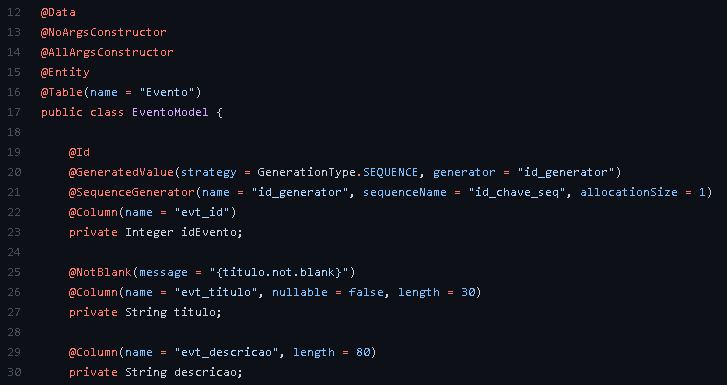 12 @Data
13 @NoArgsConstructor
14 @AllArgsConstructor
15 @Entity
16 @Table(name = "Evento")
17 public class EventoModel {
18
19 @Id
20 @GeneratedValue(strategy = GenerationType.SEQUENCE, generator = "id_generator")
21 @SequenceGenerator(name = "id_generator", sequenceName = "id_chave_seq", allocationSize = 1)
22 @Column(name = "evt_id")
23 private Integer idEvento;
24
25 @NotBlank(message = "{titulo.not.blank}")
26 @Column(name = "evt_titulo", nullable = false, length = 30)
27 private String titulo;
28
29 @Column(name = "evt_descricao", length = 80)
30 private String descricao;